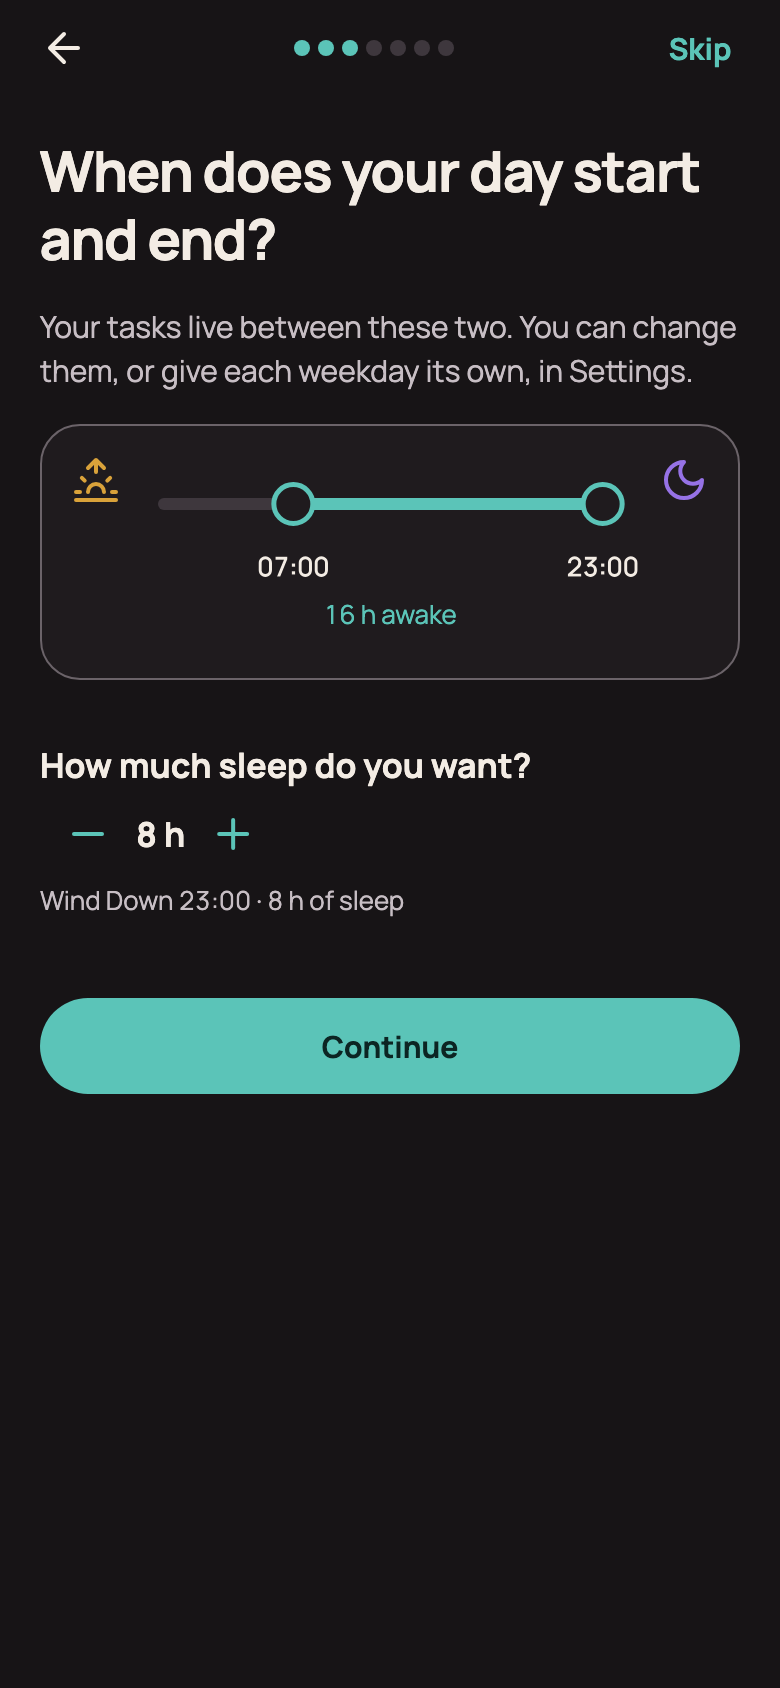 Skip
When does your day start
and end?
Your tasks live between these two. You can change
them, or give each weekday its own, in Settings.
07:00 23:00
16 h awake
How much sleep do you want?
8 h
Wind Down 23:00 · 8 h of sleep
Continue